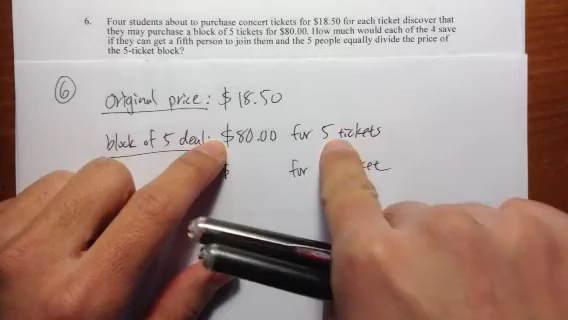 6. Four students about to purchase concert tickets for $18.50 for each ticket discover that
they may purchase a block of 5 tickets for $80.00. How much would each of the 4 save
if they can get a fifth person to join them and the 5 people equally divide the price of
the 5-ticket block?
6 original price: $18.50
block of 5 deal: $80.00 for 5 tickets
$ for